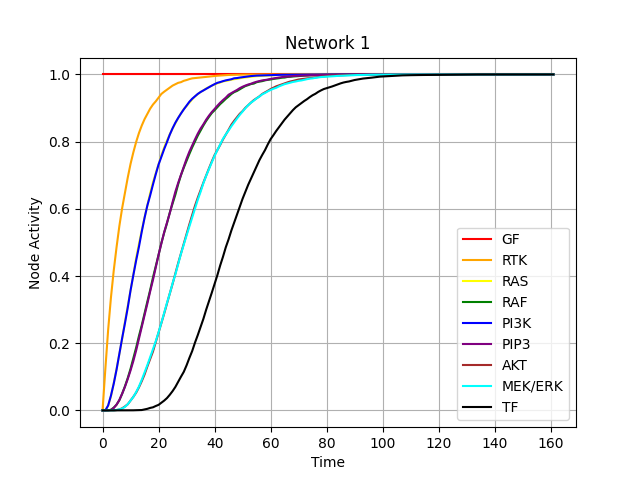 Network 1
Node Activity
1.0
0.8
0.6
0.4
0.2
0.0
GF
RTK
RAS
RAF
PI3K
PIP3
AKT
MEK/ERK
TF
0 20 40 60 80 100 120 140 160
Time